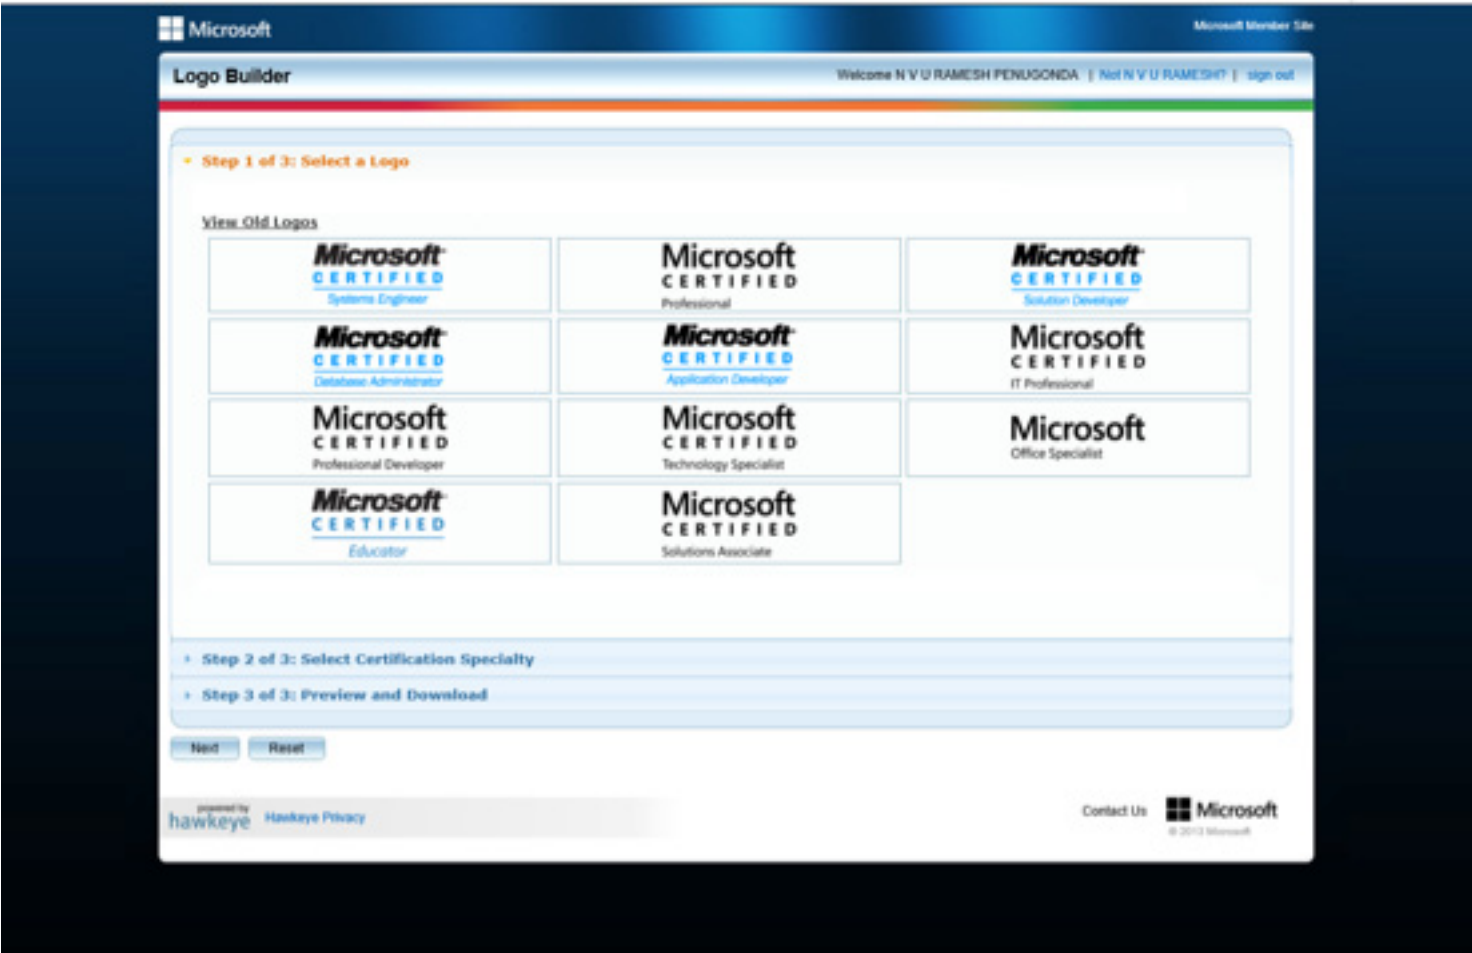 Microsoft
Microsoft Member Site
Logo Builder
Welcome N V U RAMESH PENUGONDA | Not N V U RAMESH? | sign out
Step 1 of 3: Select a Logo
View Old Logos
Microsoft
CERTIFIED
Systems Engineer
Microsoft
CERTIFIED
Professional
Microsoft
CERTIFIED
Solution Developer
Microsoft
CERTIFIED
Database Administrator
Microsoft
CERTIFIED
Application Developer
Microsoft
CERTIFIED
IT Professional
Microsoft
CERTIFIED
Professional Developer
Microsoft
CERTIFIED
Technology Specialist
Microsoft
Office Specialist
Microsoft
CERTIFIED
Educator
Microsoft
CERTIFIED
Solutions Associate
Step 2 of 3: Select Certification Specialty
Step 3 of 3: Preview and Download
Next Reset
powered by
hawkeye
Hawkeye Privacy
Contact Us
Microsoft
© 2013 Microsoft